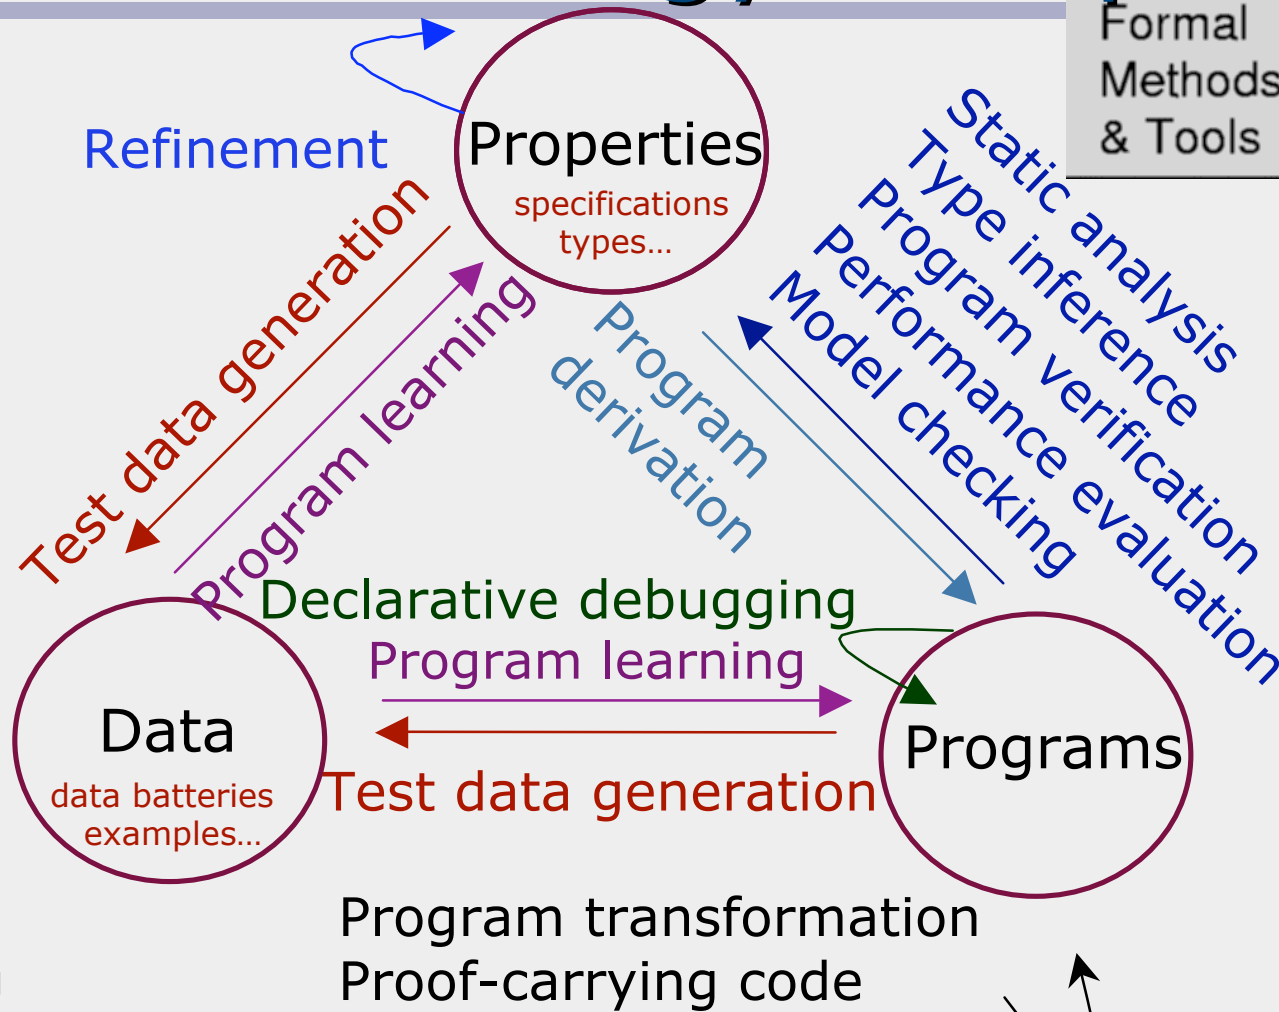 Formal
Methods
& Tools
Refinement
Properties
specifications
types...
Static analysis
Type inference
Program verification
Performance evaluation
Model checking
Test data generation
Program learning
Program
derivation
Declarative debugging
Program learning
Data
data batteries
examples...
Programs
Test data generation
Program transformation
Proof-carrying code